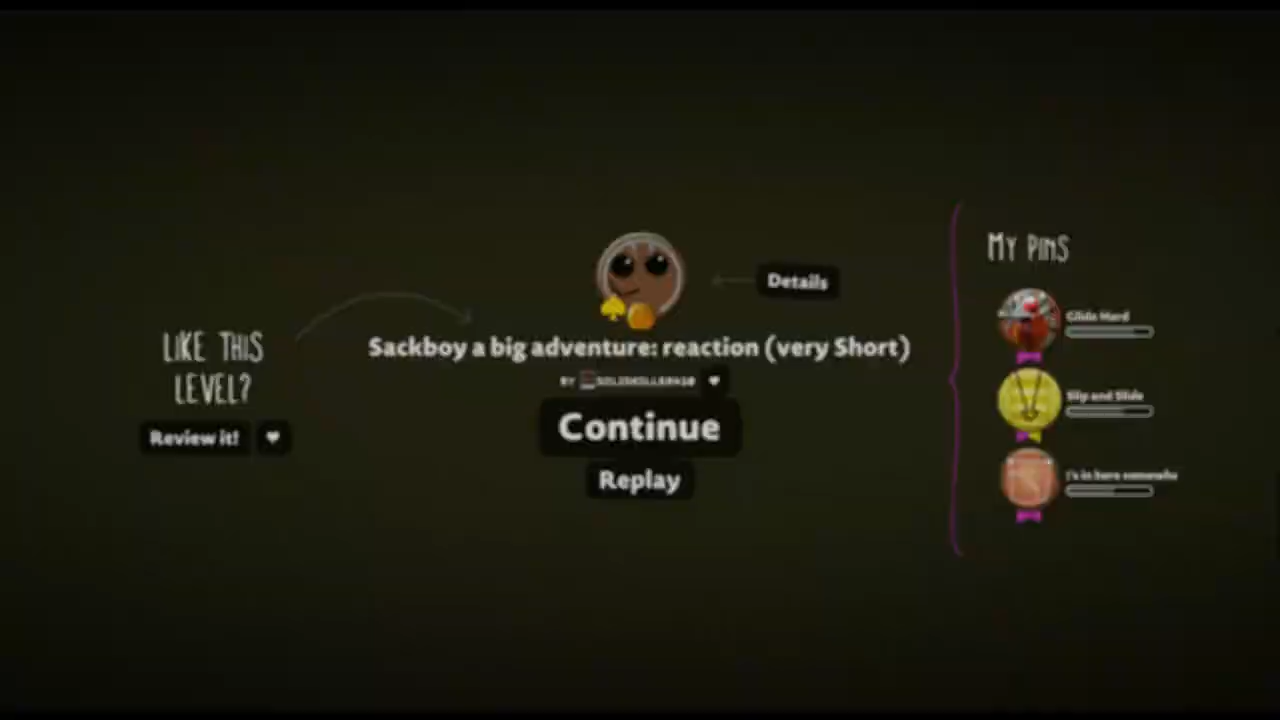 LIKE THIS
LEVEL?
Review it!
Details
Sackboy a big adventure: reaction (very Short)
BY
Continue
Replay
MY PINS
Glide Hard
Slip and Slide